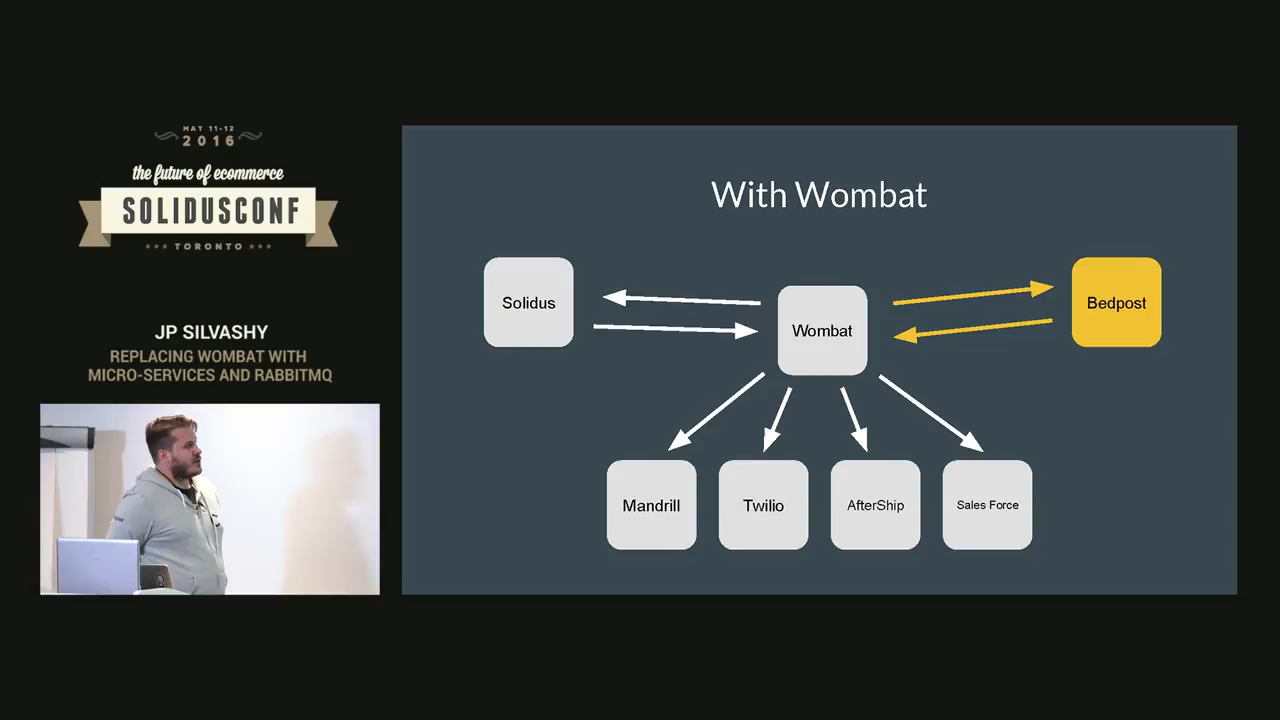 MAY 11-12
2016
the future of ecommerce
SOLIDUSCONF
TORONTO
JP SILVASHY
REPLACING WOMBAT WITH
MICRO-SERVICES AND RABBITMQ
With Wombat
Solidus
Wombat
Bedpost
Mandrill
Twilio
AfterShip
Sales Force